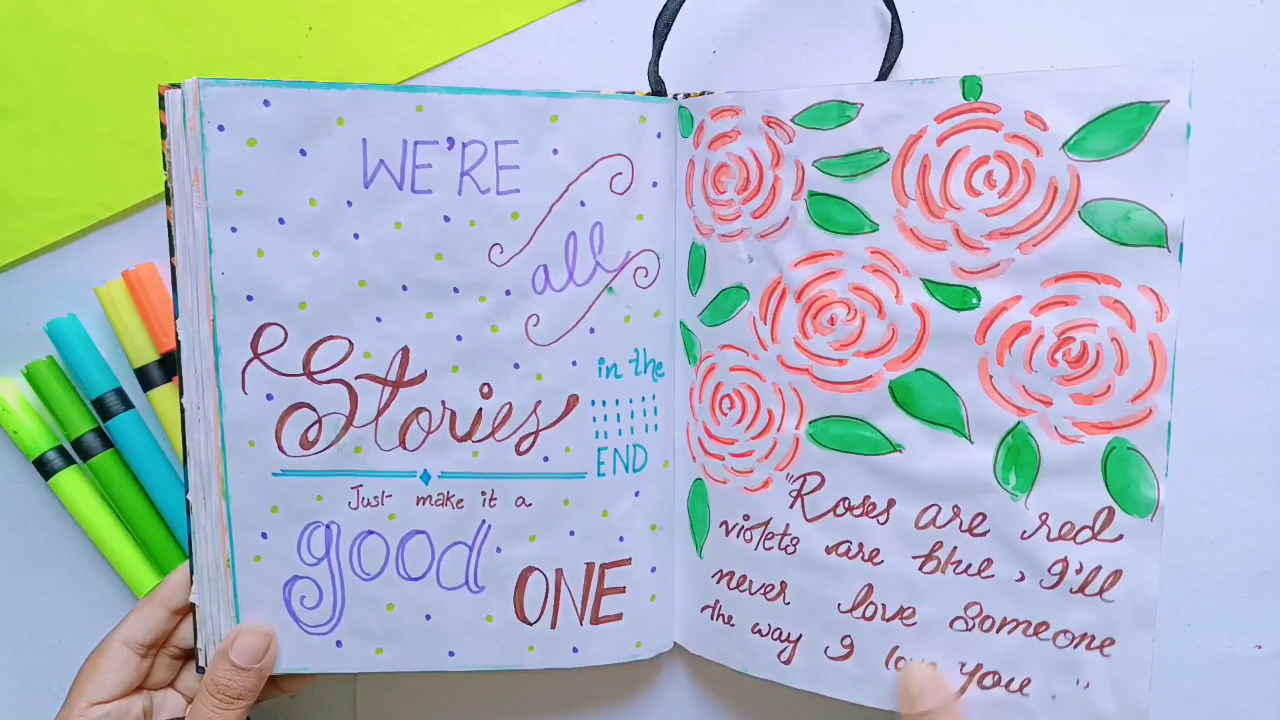 WE'RE
all
Stories
in the
END
Just make it a
good ONE
"Roses are red
violets are blue, I'll
never love someone
the way I love You."